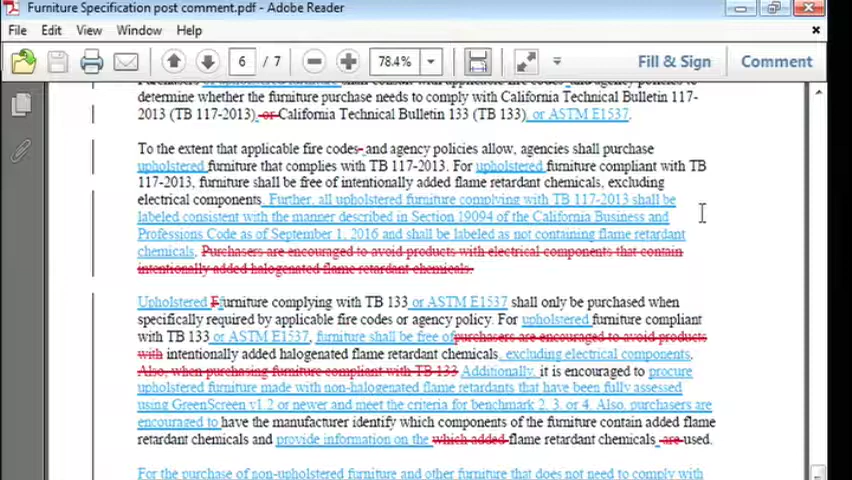 Furniture Specification post comment.pdf - Adobe Reader
File Edit View Window Help
6 / 7 78.4% Fill & Sign Comment
determine whether the furniture purchase needs to comply with California Technical Bulletin 117-
2013 (TB 117-2013), or California Technical Bulletin 133 (TB 133), or ASTM E1537.
To the extent that applicable fire codes- and agency policies allow, agencies shall purchase
upholstered furniture that complies with TB 117-2013. For upholstered furniture compliant with TB
117-2013, furniture shall be free of intentionally added flame retardant chemicals, excluding
electrical components. Further, all upholstered furniture complying with TB 117-2013 shall be
labeled consistent with the manner described in Section 19094 of the California Business and
Professions Code as of September 1, 2016 and shall be labeled as not containing flame retardant
chemicals. Purchasers are encouraged to avoid products with electrical components that contain
intentionally added halogenated flame retardant chemicals.
Upholstered Ffurniture complying with TB 133 or ASTM E1537 shall only be purchased when
specifically required by applicable fire codes or agency policy. For upholstered furniture compliant
with TB 133 or ASTM E1537, furniture shall be free of purchasers are encouraged to avoid products
with intentionally added halogenated flame retardant chemicals, excluding electrical components.
Also, when purchasing furniture compliant with TB 133 Additionally, it is encouraged to procure
upholstered furniture made with non-halogenated flame retardants that have been fully assessed
using GreenScreen v1.2 or newer and meet the criteria for benchmark 2, 3, or 4. Also, purchasers are
encouraged to have the manufacturer identify which components of the furniture contain added flame
retardant chemicals and provide information on the which added flame retardant chemicals are used.
For the purchase of non-upholstered furniture and other furniture that does not need to comply with